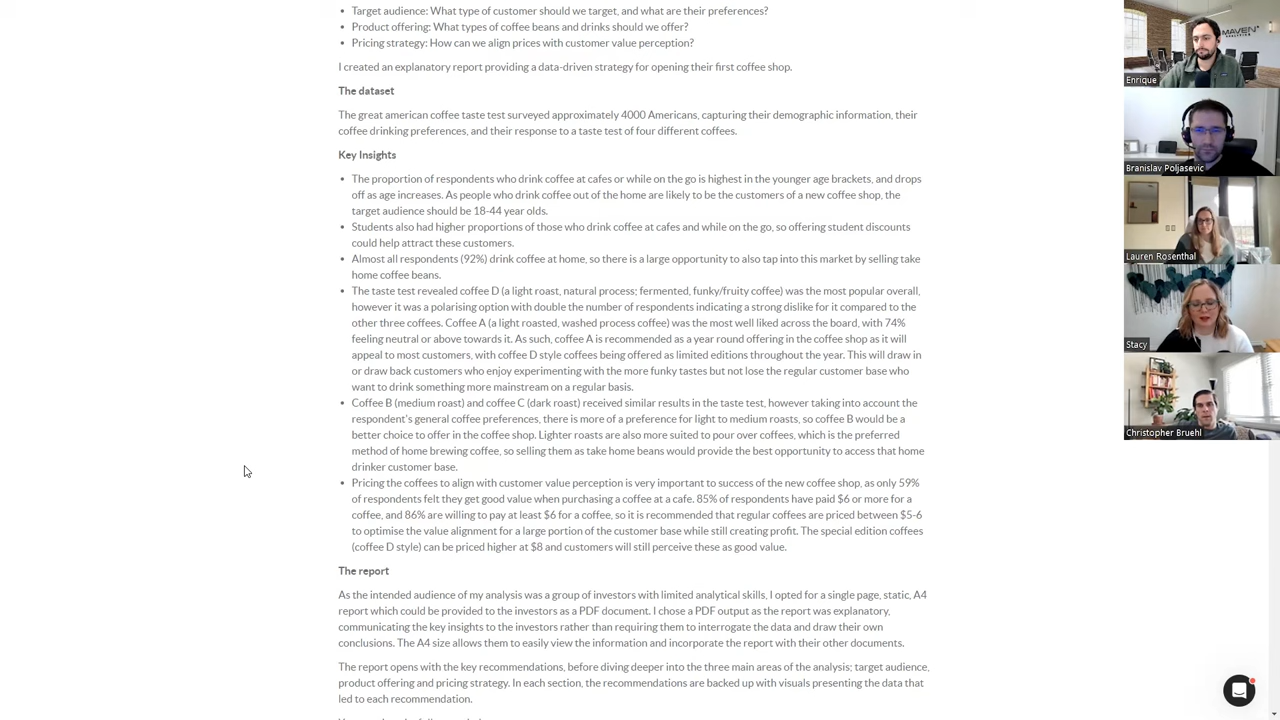 Target audience: What type of customer should we target, and what are their preferences?
Product offering: What types of coffee beans and drinks should we offer?
Pricing strategy: How can we align prices with customer value perception?
I created an explanatory report providing a data-driven strategy for opening their first coffee shop.
The dataset
The great american coffee taste test surveyed approximately 4000 Americans, capturing their demographic information, their
coffee drinking preferences, and their response to a taste test of four different coffees.
Key Insights
The proportion of respondents who drink coffee at cafes or while on the go is highest in the younger age brackets, and drops
off as age increases. As people who drink coffee out of the home are likely to be the customers of a new coffee shop, the
target audience should be 18-44 year olds.
Students also had higher proportions of those who drink coffee at cafes and while on the go, so offering student discounts
could help attract these customers.
Almost all respondents (92%) drink coffee at home, so there is a large opportunity to also tap into this market by selling take
home coffee beans.
The taste test revealed coffee D (a light roast, natural process; fermented, funky/fruity coffee) was the most popular overall,
however it was a polarising option with double the number of respondents indicating a strong dislike for it compared to the
other three coffees. Coffee A (a light roasted, washed process coffee) was the most well liked across the board, with 74%
feeling neutral or above towards it. As such, coffee A is recommended as a year round offering in the coffee shop as it will
appeal to most customers, with coffee D style coffees being offered as limited editions throughout the year. This will draw in
or draw back customers who enjoy experimenting with the more funky tastes but not lose the regular customer base who
want to drink something more mainstream on a regular basis.
Coffee B (medium roast) and coffee C (dark roast) received similar results in the taste test, however taking into account the
respondent's general coffee preferences, there is more of a preference for light to medium roasts, so coffee B would be a
better choice to offer in the coffee shop. Lighter roasts are also more suited to pour over coffees, which is the preferred
method of home brewing coffee, so selling them as take home beans would provide the best opportunity to access that home
drinker customer base.
Pricing the coffees to align with customer value perception is very important to success of the new coffee shop, as only 59%
of respondents felt they get good value when purchasing a coffee at a cafe. 85% of respondents have paid $6 or more for a
coffee, and 86% are willing to pay at least $6 for a coffee, so it is recommended that regular coffees are priced between $5-6
to optimise the value alignment for a large portion of the customer base while still creating profit. The special edition coffees
(coffee D style) can be priced higher at $8 and customers will still perceive these as good value.
The report
As the intended audience of my analysis was a group of investors with limited analytical skills, I opted for a single page, static, A4
report which could be provided to the investors as a PDF document. I chose a PDF output as the report was explanatory,
communicating the key insights to the investors rather than requiring them to interrogate the data and draw their own
conclusions. The A4 size allows them to easily view the information and incorporate the report with their other documents.
The report opens with the key recommendations, before diving deeper into the three main areas of the analysis; target audience,
product offering and pricing strategy. In each section, the recommendations are backed up with visuals presenting the data that
led to each recommendation.
MAVEN
Enrique
Branislav Poljasevic
Lauren Rosenthal
Stacy
Christopher Bruehl